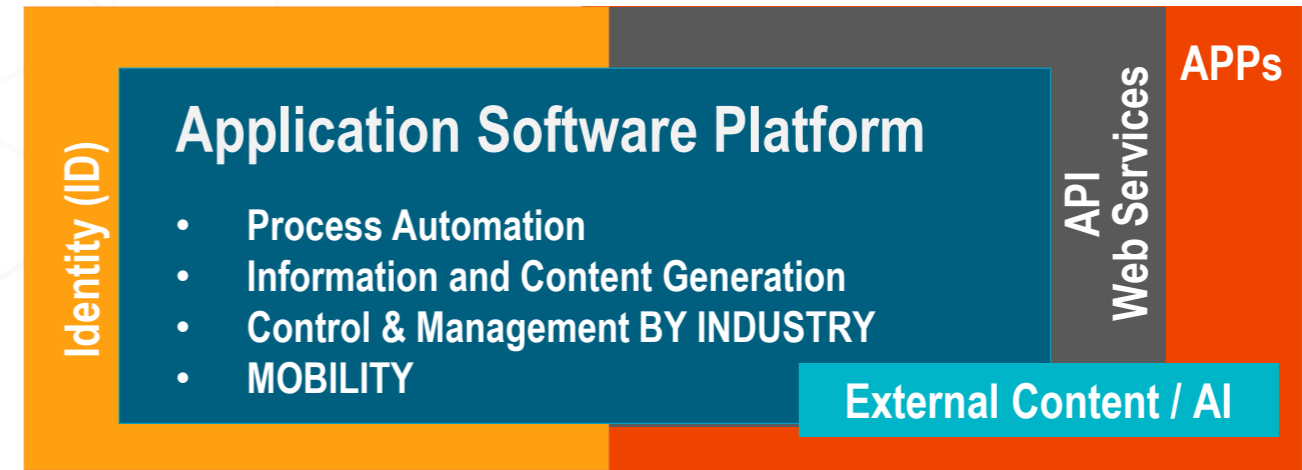 Identity (ID)
Application Software Platform
• Process Automation
• Information and Content Generation
• Control & Management BY INDUSTRY
• MOBILITY
API
Web Services
APPs
External Content / AI